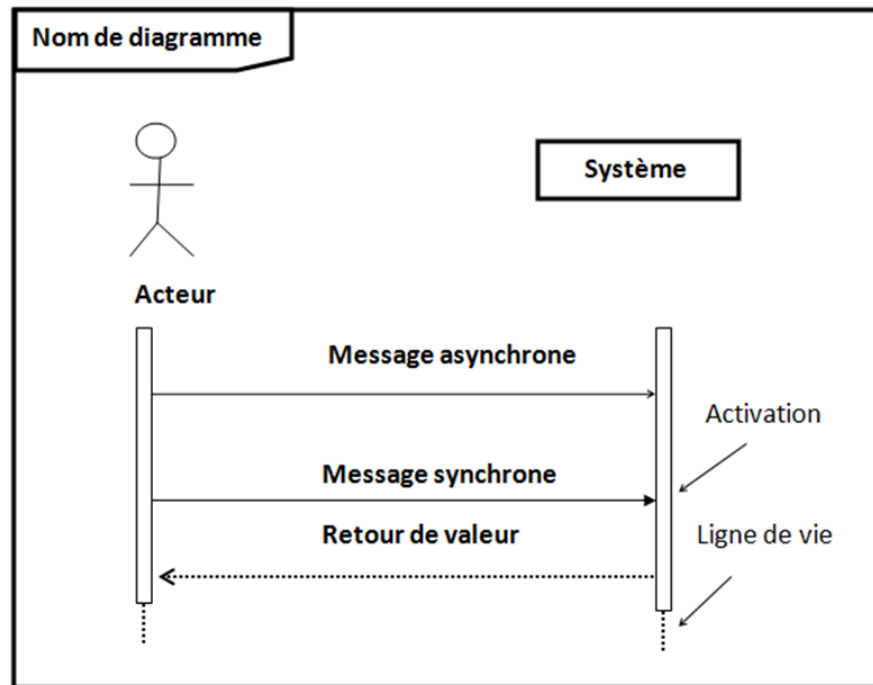 Nom de diagramme
Système
Acteur
Message asynchrone
Activation
Message synchrone
Retour de valeur
Ligne de vie